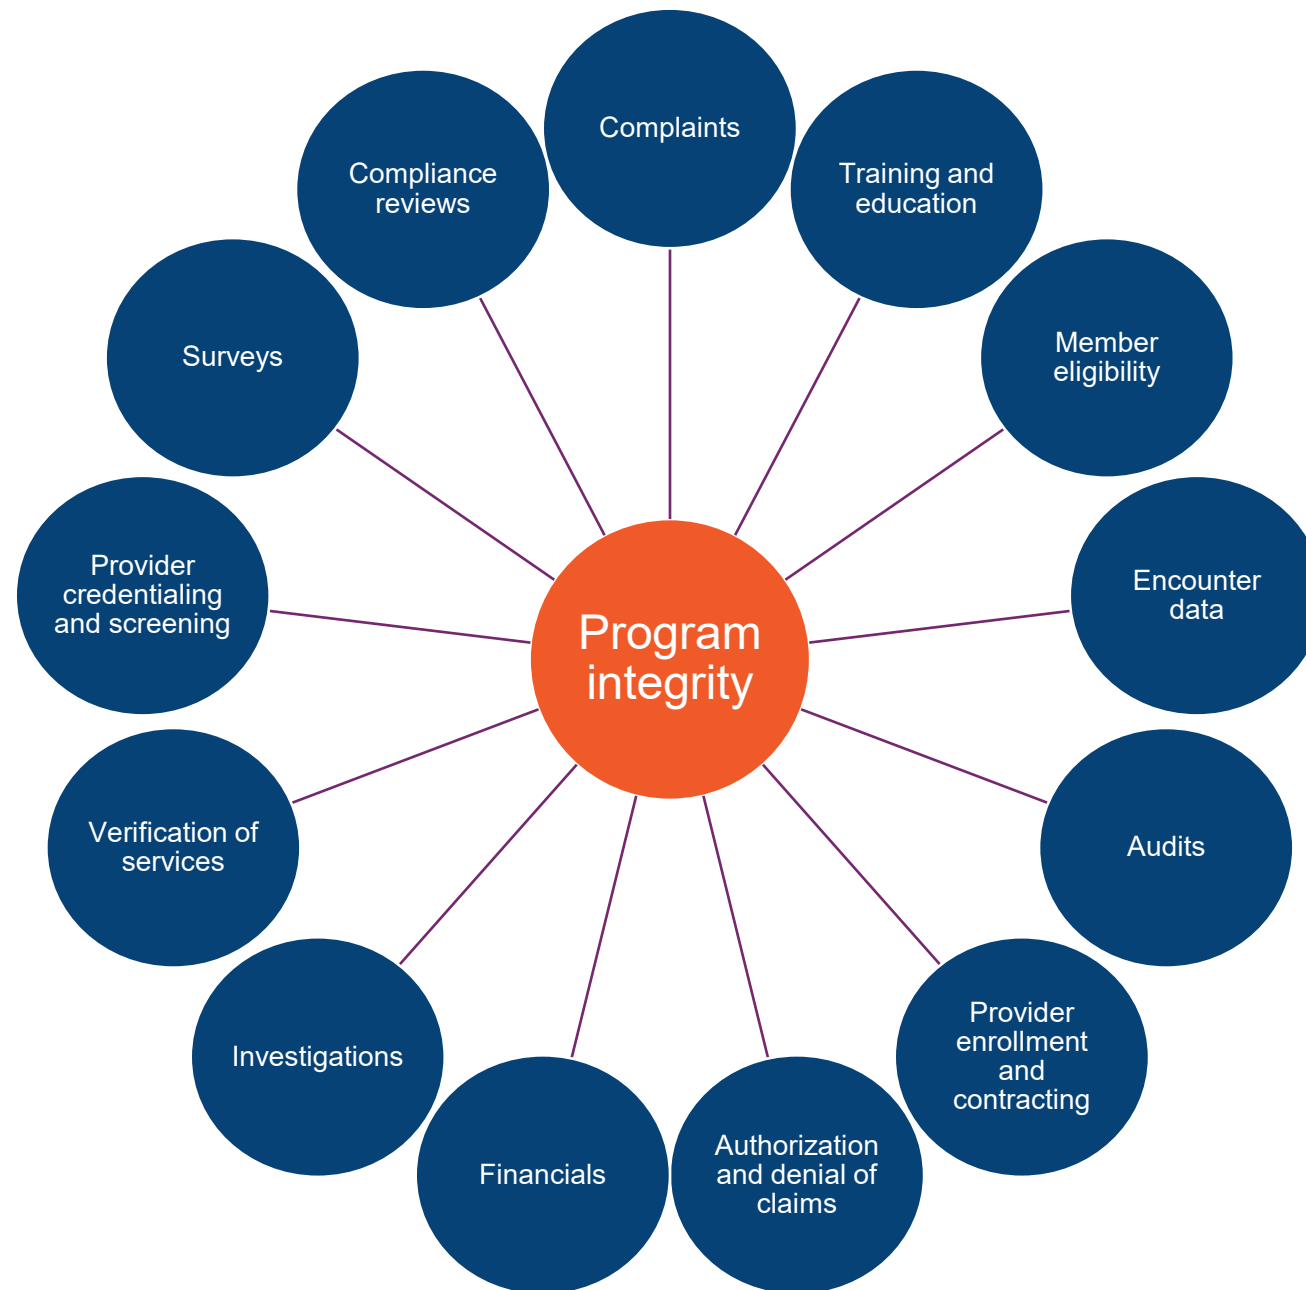 Complaints
Training and
education
Member
eligibility
Encounter
data
Audits
Provider
enrollment
and
contracting
Authorization
and denial of
claims
Financials
Investigations
Verification of
services
Provider
credentialing
and screening
Surveys
Compliance
reviews
Program
integrity